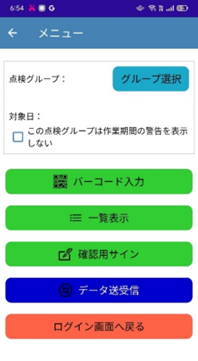 6:54
メニュー
点検グループ：
グループ選択
対象日：
この点検グループは作業期間の警告を表示
しない
バーコード入力
一覧表示
確認用サイン
データ送受信
ログイン画面へ戻る